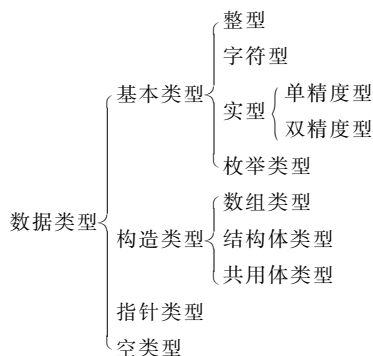 整型
字符型
单精度型
基本类型
实型
双精度型
枚举类型
数组类型
数据类型
构造类型
结构体类型
共用体类型
指针类型
空类型